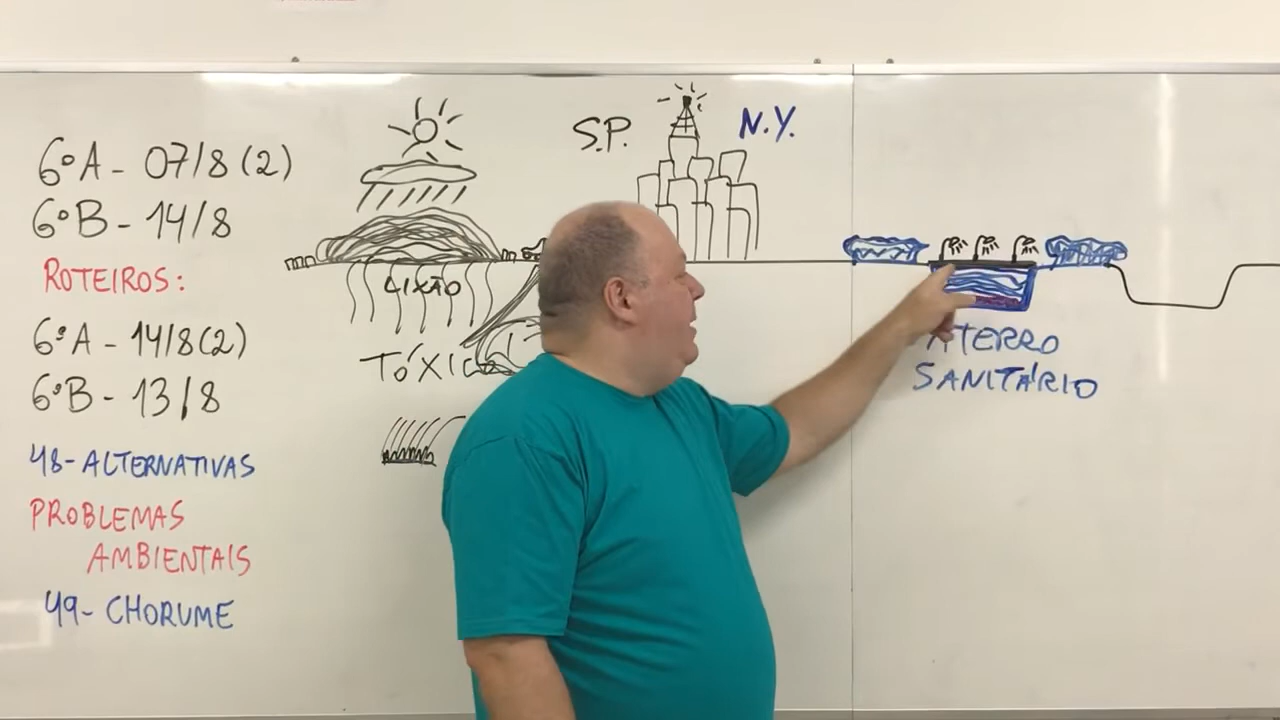 6ºA - 07/8 (2)
6ºB - 14/8
ROTEIROS:
6ºA - 14/8 (2)
6ºB - 13/8
48- ALTERNATIVAS
PROBLEMAS
AMBIENTAIS
49- CHORUME
LIXÃO
S.P.
N.Y.
ATERRO
SANITÁRIO